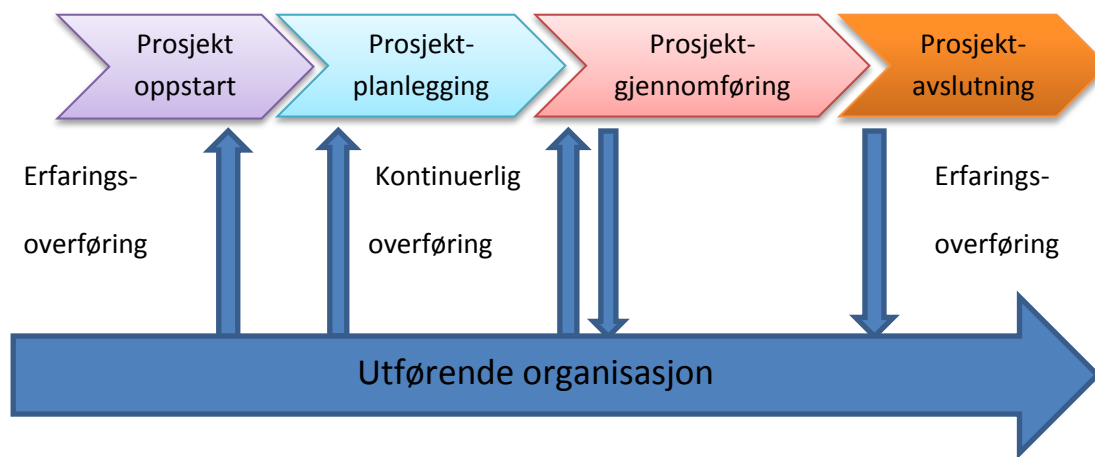 Prosjekt
oppstart
Prosjekt-
planlegging
Prosjekt-
gjennomføring
Prosjekt-
avslutning
Erfarings-
overføring
Kontinuerlig
overføring
Erfarings-
overføring
Utførende organisasjon